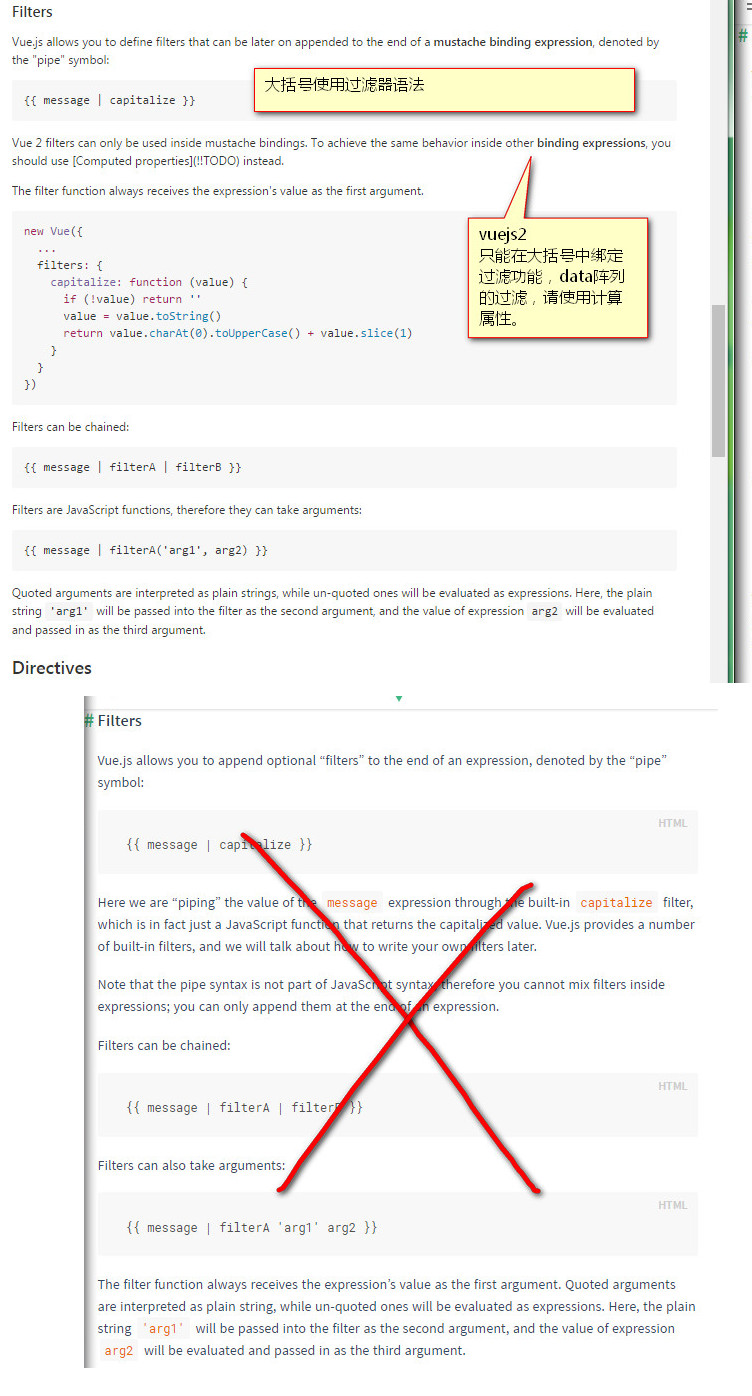 Filters
Vue.js allows you to define filters that can be later on appended to the end of a mustache binding expression, denoted by
the "pipe" symbol:
大括号使用过滤器语法
{{ message | capitalize }}
Vue 2 filters can only be used inside mustache bindings. To achieve the same behavior inside other binding expressions, you
should use [Computed properties](!!TODO) instead.
The filter function always receives the expression's value as the first argument.
vuejs2
只能在大括号中绑定
过滤功能，data阵列
的过滤，请使用计算
属性。
new Vue({
...
filters: {
capitalize: function (value) {
if (!value) return ''
value = value.toString()
return value.charAt(0).toUpperCase() + value.slice(1)
}
}
})
Filters can be chained:
{{ message | filterA | filterB }}
Filters are JavaScript functions, therefore they can take arguments:
{{ message | filterA('arg1', arg2) }}
Quoted arguments are interpreted as plain strings, while un-quoted ones will be evaluated as expressions. Here, the plain
string 'arg1' will be passed into the filter as the second argument, and the value of expression arg2 will be evaluated
and passed in as the third argument.
Directives
#
# Filters
Vue.js allows you to append optional “filters” to the end of an expression, denoted by the “pipe”
symbol:
HTML
{{ message | capitalize }}
Here we are “piping” the value of the message expression through the built-in capitalize filter,
which is in fact just a JavaScript function that returns the capitalized value. Vue.js provides a number
of built-in filters, and we will talk about how to write your own filters later.
Note that the pipe syntax is not part of JavaScript syntax, therefore you cannot mix filters inside
expressions; you can only append them at the end of an expression.
Filters can be chained:
HTML
{{ message | filterA | filterB }}
Filters can also take arguments:
HTML
{{ message | filterA 'arg1' arg2 }}
The filter function always receives the expression’s value as the first argument. Quoted arguments
are interpreted as plain string, while un-quoted ones will be evaluated as expressions. Here, the plain
string 'arg1' will be passed into the filter as the second argument, and the value of expression
arg2 will be evaluated and passed in as the third argument.